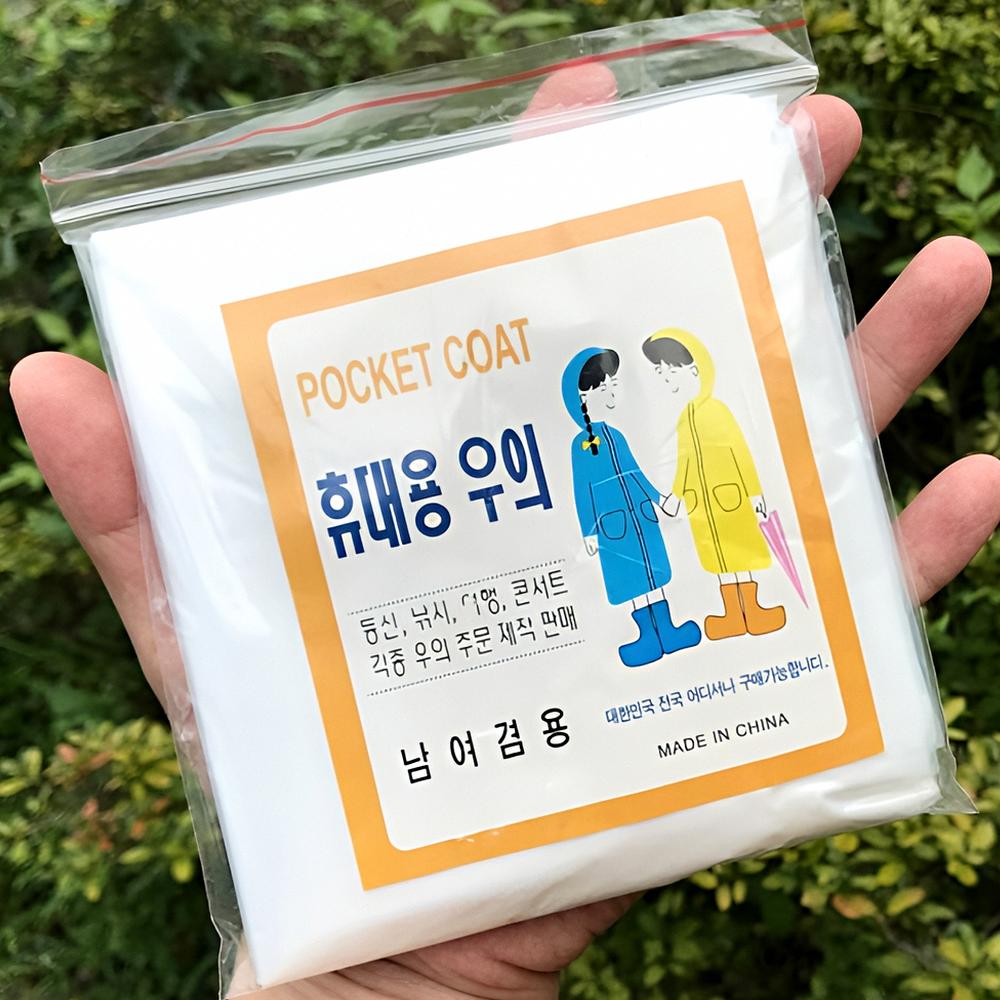 POCKET COAT
휴대용 우의
등산, 낚시, 여행, 콘서트
각종 우의 주문 제작 판매
남 여 겸 용
대한민국 전국 어디서나 구매가능합니다.
MADE IN CHINA